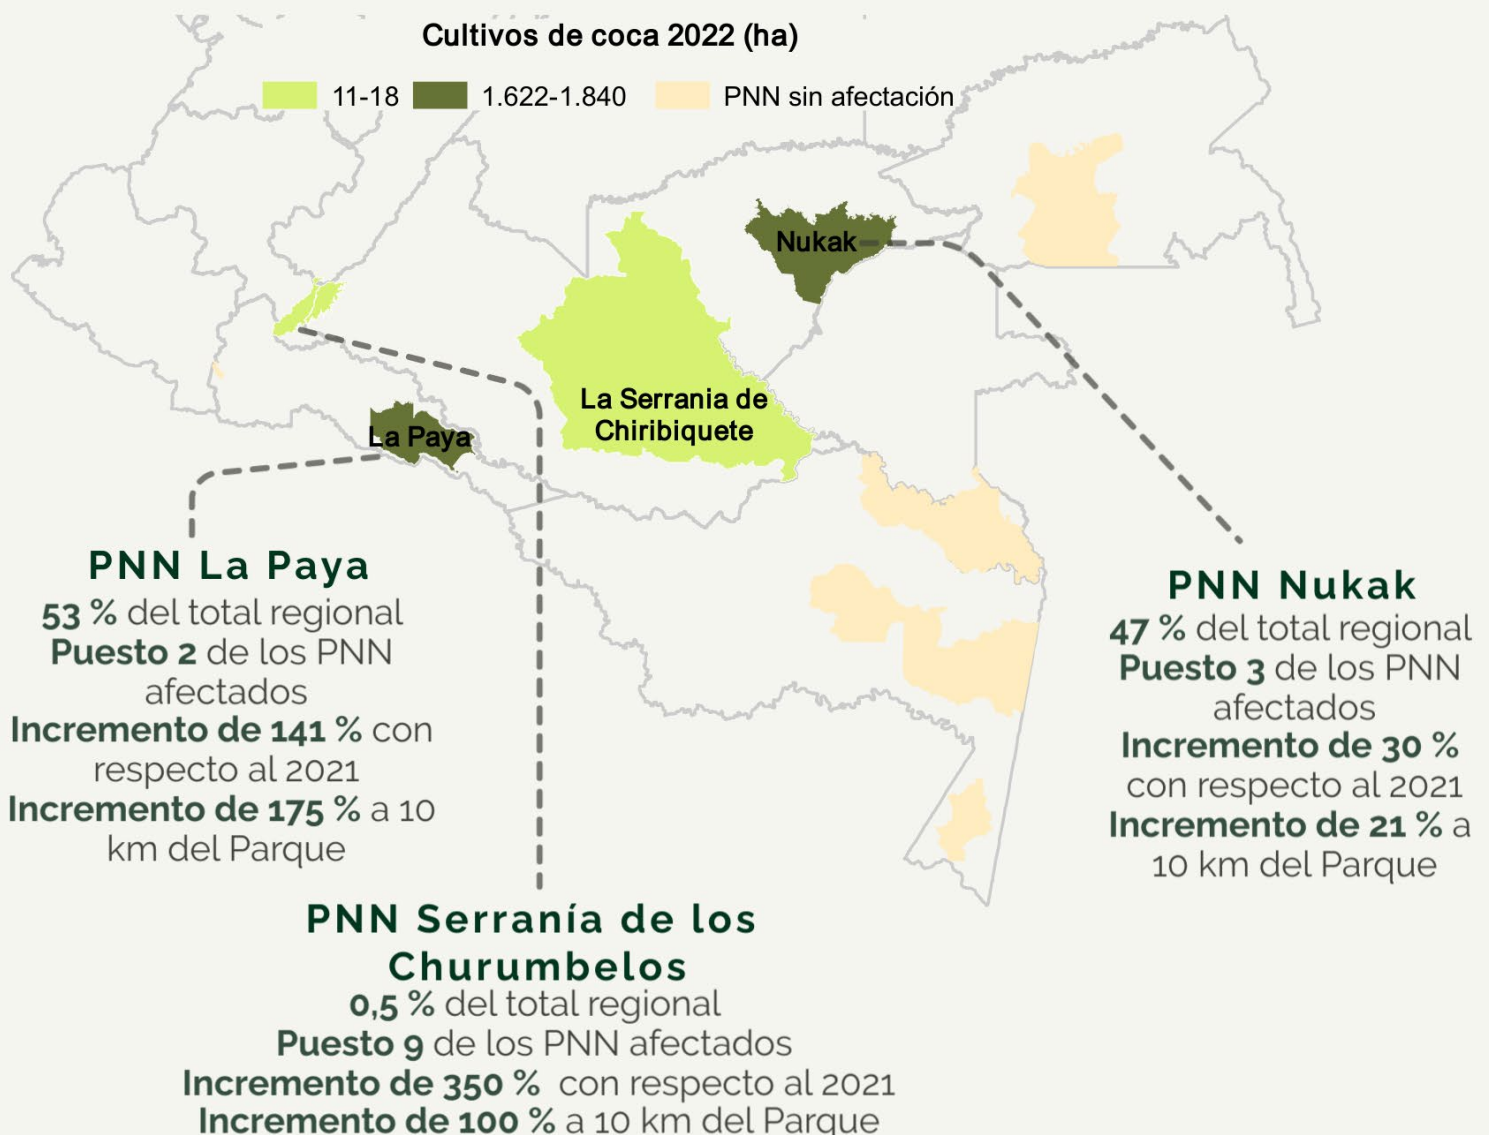 Cultivos de coca 2022 (ha)
11-18
1.622-1.840
PNN sin afectación
Nukak
La Serrania de
Chiribiquete
La Paya
PNN La Paya
53 % del total regional
Puesto 2 de los PNN
afectados
Incremento de 141 % con
respecto al 2021
Incremento de 175 % a 10
km del Parque
PNN Nukak
47 % del total regional
Puesto 3 de los PNN
afectados
Incremento de 30 %
con respecto al 2021
Incremento de 21 % a
10 km del Parque
PNN Serranía de los
Churumbelos
0,5 % del total regional
Puesto 9 de los PNN afectados
Incremento de 350 % con respecto al 2021
Incremento de 100 % a 10 km del Parque